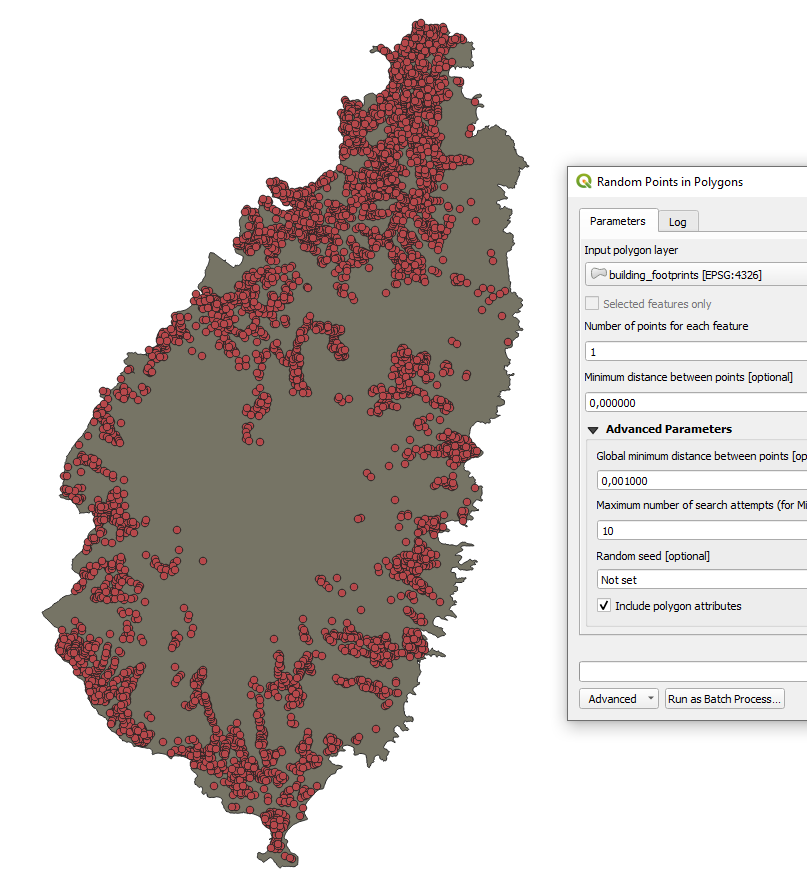 Random Points in Polygons
Parameters
Log
Input polygon layer
building_footprints [EPSG:4326]
Selected features only
Number of points for each feature
1
Minimum distance between points [optional]
0,000000
Advanced Parameters
Global minimum distance between points [op
0,001000
Maximum number of search attempts (for Mi
10
Random seed [optional]
Not set
Include polygon attributes
Advanced
Run as Batch Process...